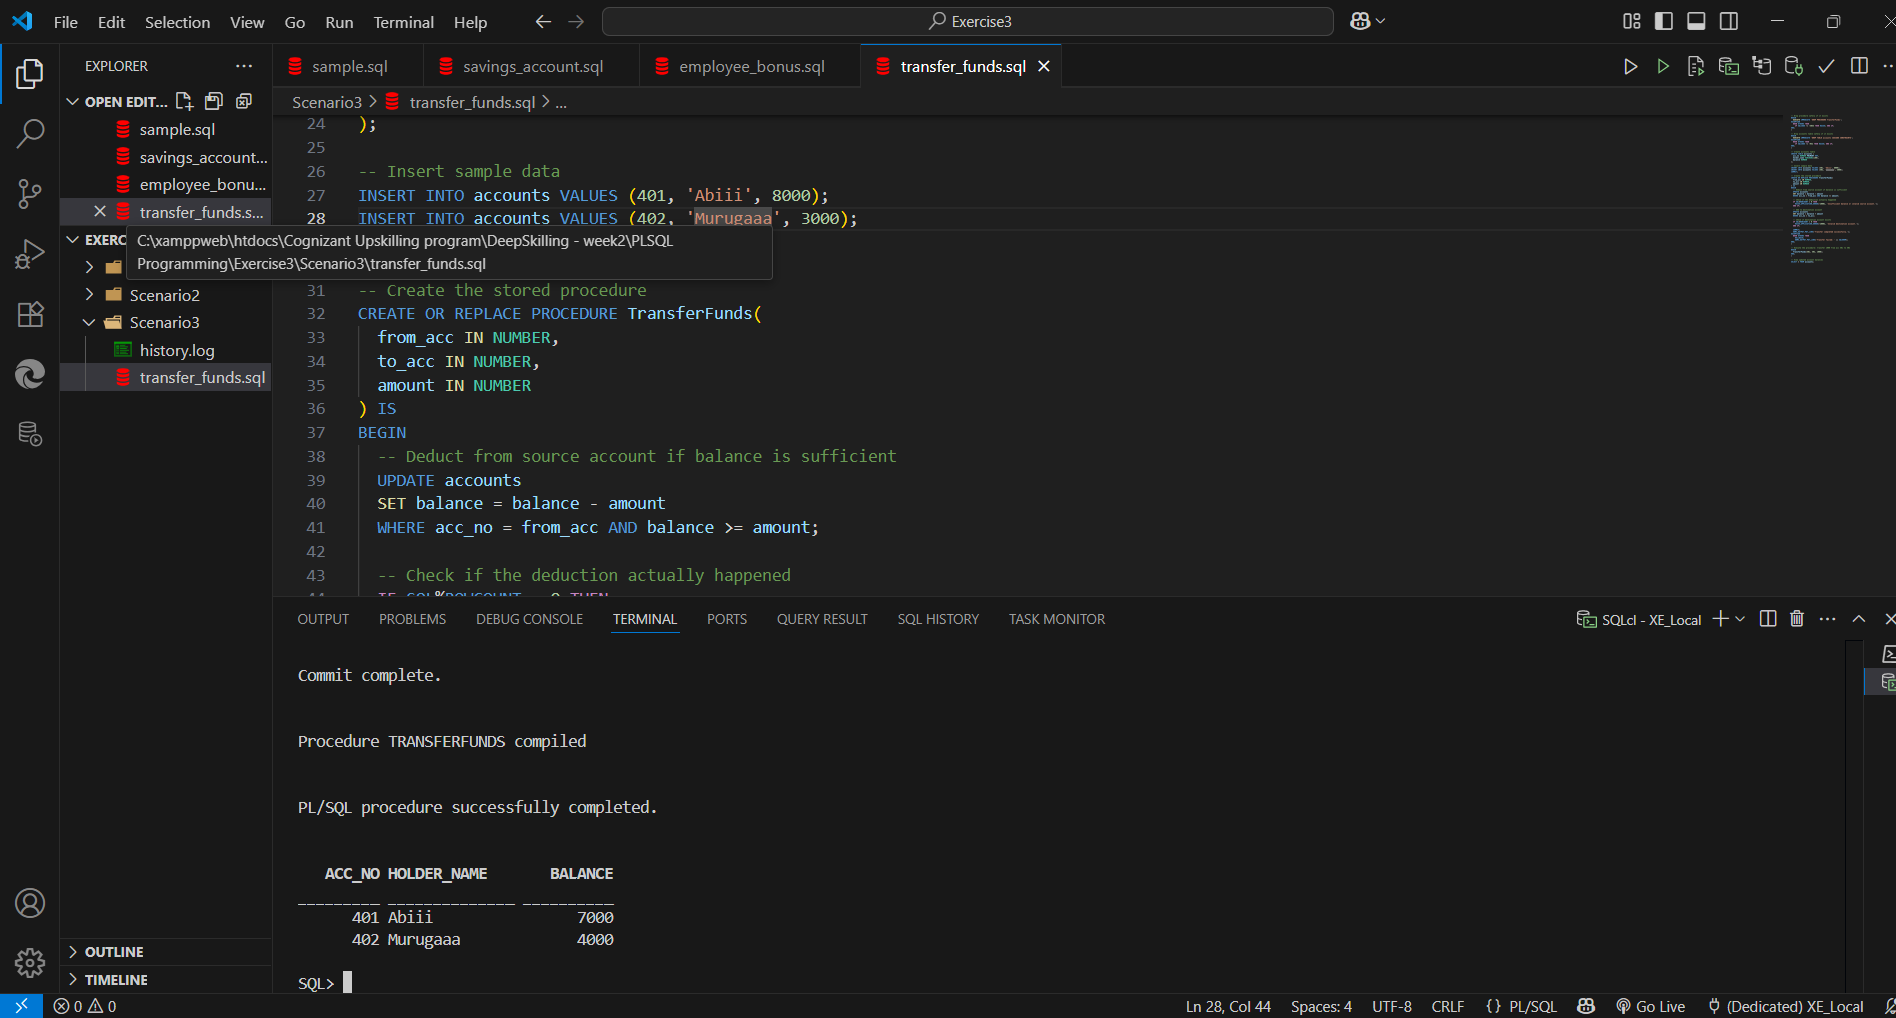 File Edit Selection View Go Run Terminal Help
Exercise3
EXPLORER
OPEN EDIT...
sample.sql
savings_account...
employee_bonu...
transfer_funds.s...
EXERC
C:\xamppweb\htdocs\Cognizant Upskilling program\DeepSkilling - week2\PLSQL
Programming\Exercise3\Scenario3\transfer_funds.sql
Scenario2
Scenario3
history.log
transfer_funds.sql
OUTLINE
TIMELINE
sample.sql savings_account.sql employee_bonus.sql transfer_funds.sql
Scenario3 > transfer_funds.sql > ...
24 );
25
26 -- Insert sample data
27 INSERT INTO accounts VALUES (401, 'Abiii', 8000);
28 INSERT INTO accounts VALUES (402, 'Murugaaa', 3000);
31 -- Create the stored procedure
32 CREATE OR REPLACE PROCEDURE TransferFunds(
33 from_acc IN NUMBER,
34 to_acc IN NUMBER,
35 amount IN NUMBER
36 ) IS
37 BEGIN
38 -- Deduct from source account if balance is sufficient
39 UPDATE accounts
40 SET balance = balance - amount
41 WHERE acc_no = from_acc AND balance >= amount;
42
43 -- Check if the deduction actually happened
44 IF SQL%ROWCOUNT = 0 THEN
OUTPUT PROBLEMS DEBUG CONSOLE TERMINAL PORTS QUERY RESULT SQL HISTORY TASK MONITOR
SQLcl - XE_Local
Commit complete.
Procedure TRANSFERFUNDS compiled
PL/SQL procedure successfully completed.
ACC_NO HOLDER_NAME BALANCE
_________ ______________ __________
401 Abiii 7000
402 Murugaaa 4000
SQL>
0 0
Ln 28, Col 44 Spaces: 4 UTF-8 CRLF {} PL/SQL Go Live (Dedicated) XE_Local